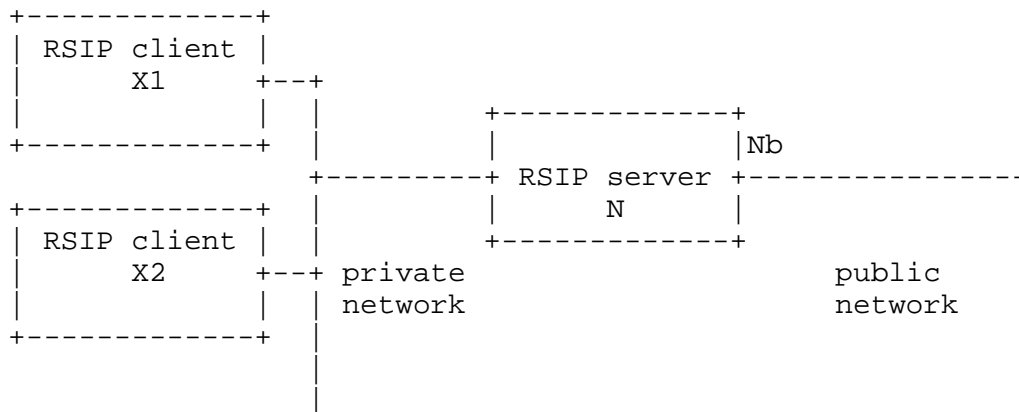 RSIP client
X1
Nb
RSIP server
N
RSIP client
X2
private
network
public
network